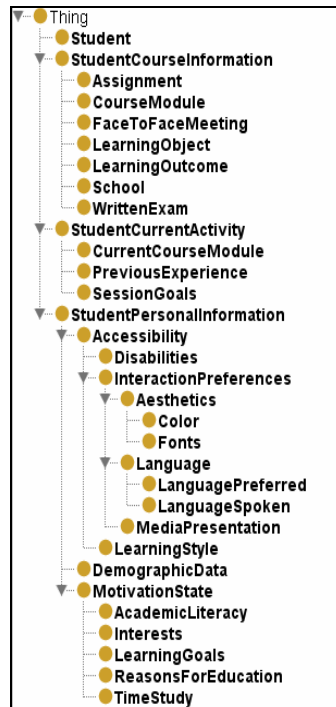 Thing
Student
StudentCourseInformation
Assignment
CourseModule
FaceToFaceMeeting
LearningObject
LearningOutcome
School
WrittenExam
StudentCurrentActivity
CurrentCourseModule
PreviousExperience
SessionGoals
StudentPersonalInformation
Accessibility
Disabilities
InteractionPreferences
Aesthetics
Color
Fonts
Language
LanguagePreferred
LanguageSpoken
MediaPresentation
LearningStyle
DemographicData
MotivationState
AcademicLiteracy
Interests
LearningGoals
ReasonsForEducation
TimeStudy